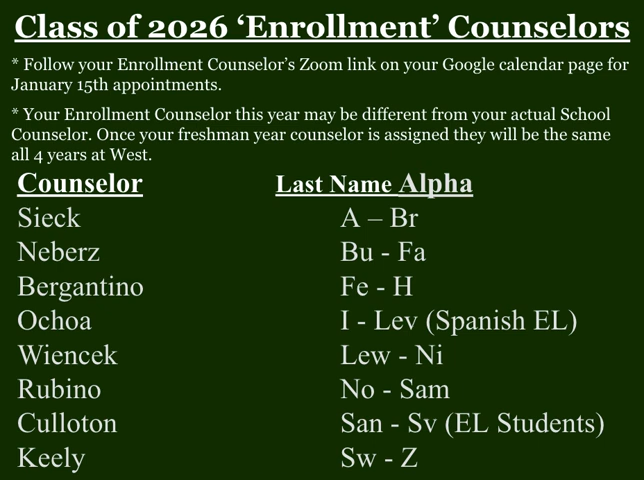 Class of 2026 ‘Enrollment’ Counselors
* Follow your Enrollment Counselor’s Zoom link on your Google calendar page for
January 15th appointments.
* Your Enrollment Counselor this year may be different from your actual School
Counselor. Once your freshman year counselor is assigned they will be the same
all 4 years at West.
Counselor Last Name Alpha
Sieck A – Br
Neberz Bu - Fa
Bergantino Fe - H
Ochoa I - Lev (Spanish EL)
Wiencek Lew - Ni
Rubino No - Sam
Culloton San - Sv (EL Students)
Keely Sw - Z